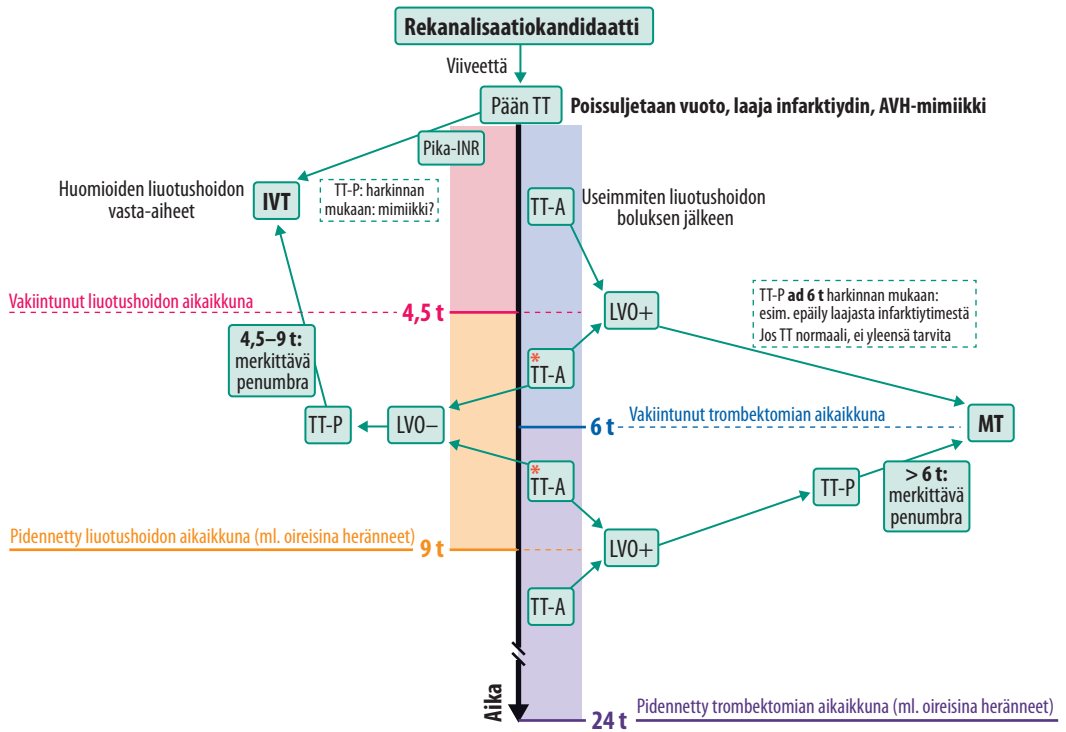 Rekanalisaatiokandidaatti
Viiveettä
Pään TT
Poissuljetaan vuoto, laaja infarktiydin, AVH-mimiikki
Pika-INR
Huomioiden liuotushoidon
vasta-aiheet
IVT
TT-P: harkinnan
mukaan: mimiikki?
TT-A
Useimmiten liuotushoidon
boluksen jälkeen
Vakiintunut liuotushoidon aikaikkuna
4,5 t
LVO+
TT-P ad 6 t harkinnan mukaan:
esim. epäily laajasta infarktiytimestä
Jos TT normaali, ei yleensä tarvita
4,5–9 t:
merkittävä
penumbra
*
TT-A
TT-P
LVO–
6 t
Vakiintunut trombektomian aikaikkuna
MT
*
TT-A
TT-P
> 6 t:
merkittävä
penumbra
Pidennetty liuotushoidon aikaikkuna (ml. oireisina heränneet)
9 t
LVO+
TT-A
Aika
24 t
Pidennetty trombektomian aikaikkuna (ml. oireisina heränneet)